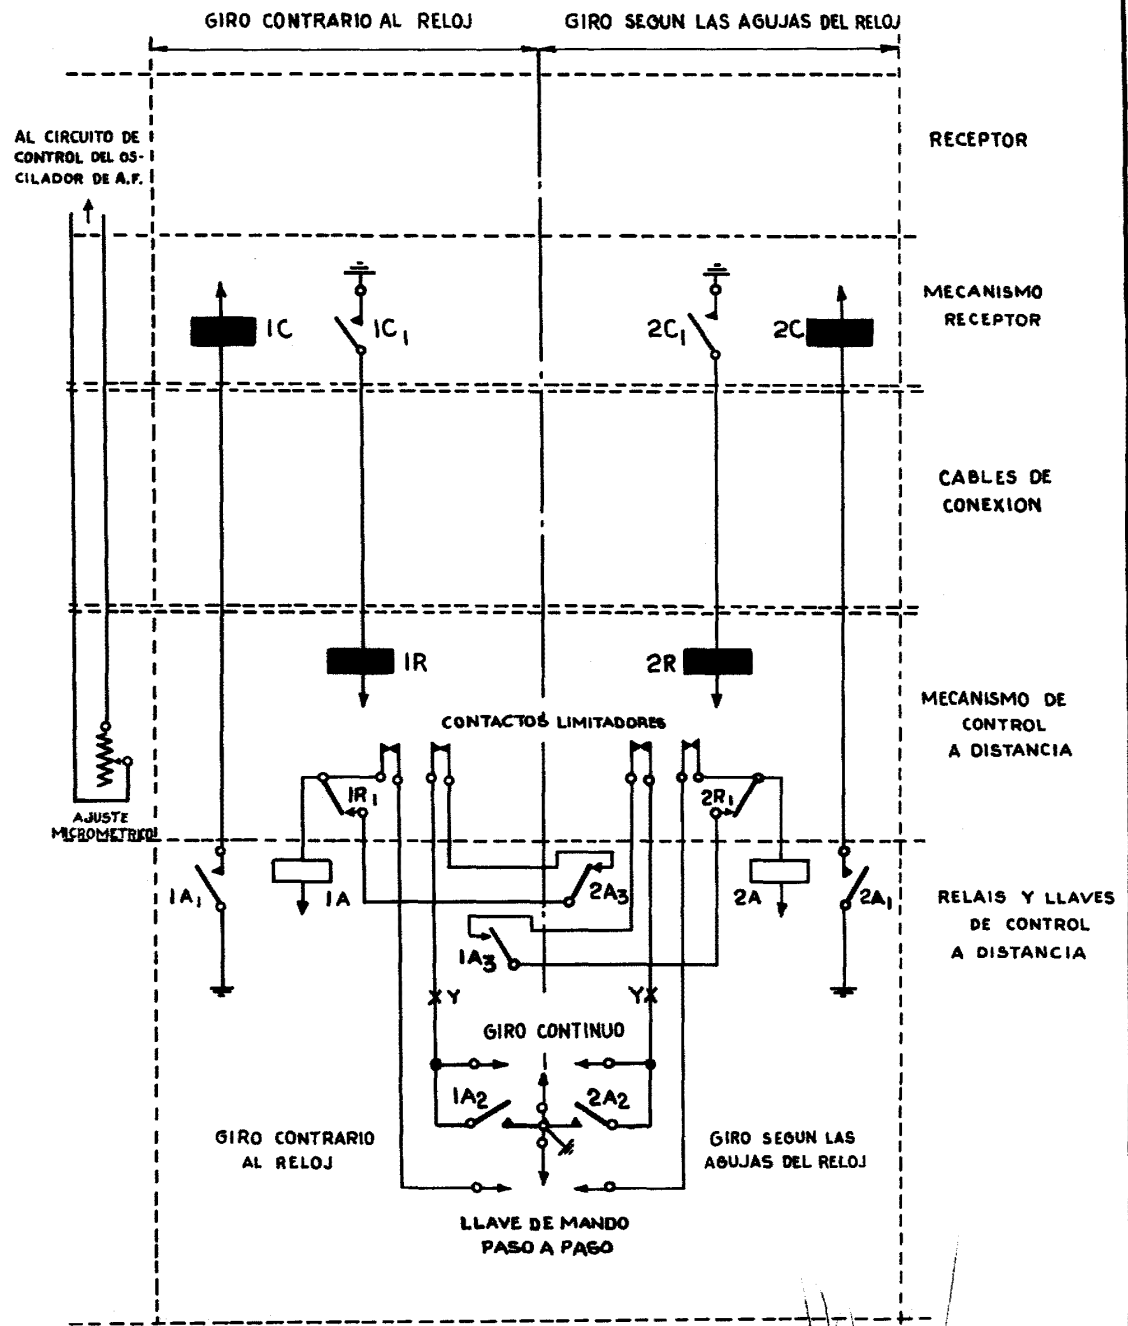 GIRO CONTRARIO AL RELOJ
GIRO SEGUN LAS AGUJAS DEL RELOJ
AL CIRCUITO DE
CONTROL DEL OS-
CILADOR DE A.F.
RECEPTOR
MECANISMO
RECEPTOR
1C
1C1
2C1
2C
CABLES DE
CONEXION
1R
2R
CONTACTOS LIMITADORES
MECANISMO DE
CONTROL
A DISTANCIA
1R1
2R1
AJUSTE
MICROMETRICO
1A1
1A
2A3
2A
2A1
RELAIS Y LLAVES
DE CONTROL
A DISTANCIA
1A3
Y
Y
GIRO CONTINUO
1A2
2A2
GIRO CONTRARIO
AL RELOJ
GIRO SEGUN LAS
AGUJAS DEL RELOJ
LLAVE DE MANDO
PASO A PASO